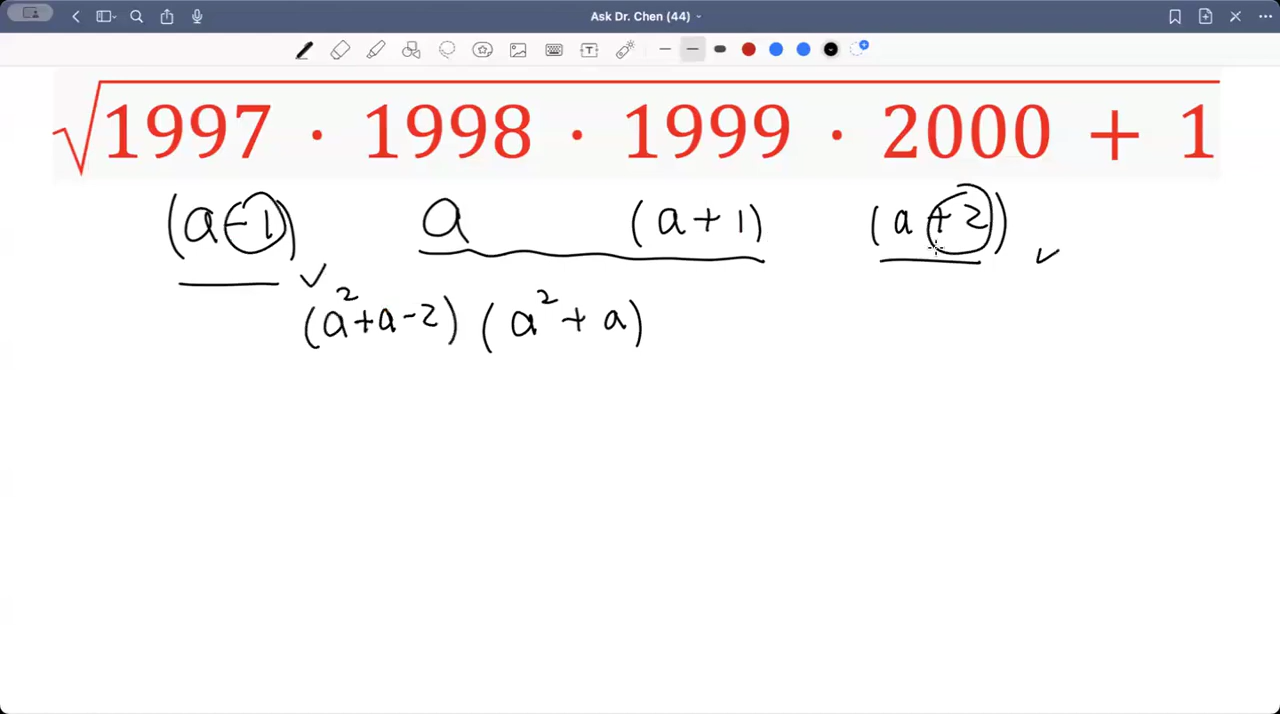 Ask Dr. Chen (44)
√1997 · 1998 · 1999 · 2000 + 1
(a-1) a (a+1) (a+2)
(a²+a-2) (a²+a)